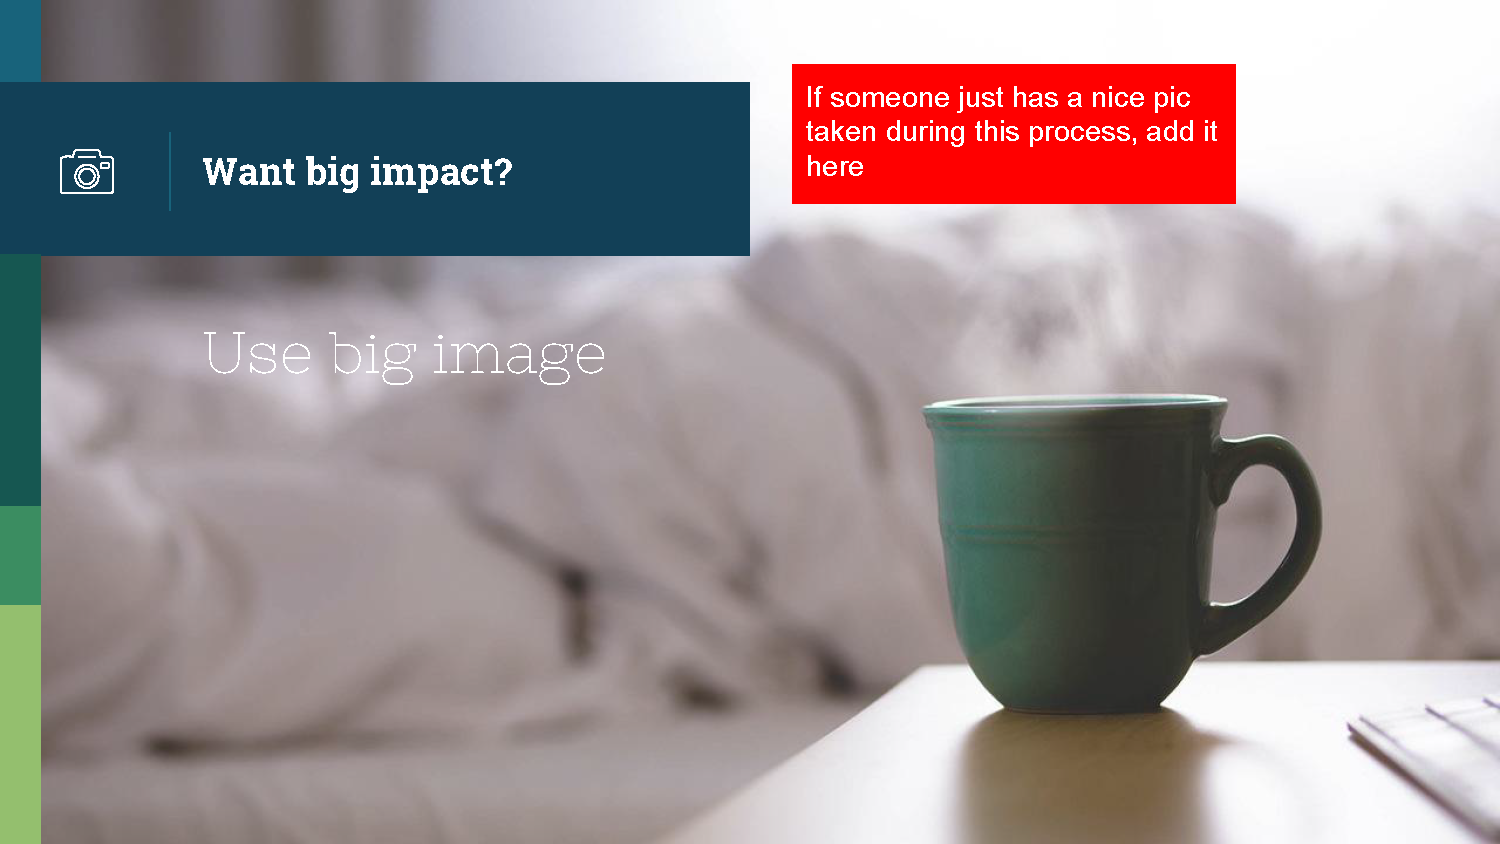 Want big impact?
If someone just has a nice pic
taken during this process, add it
here
Use big image